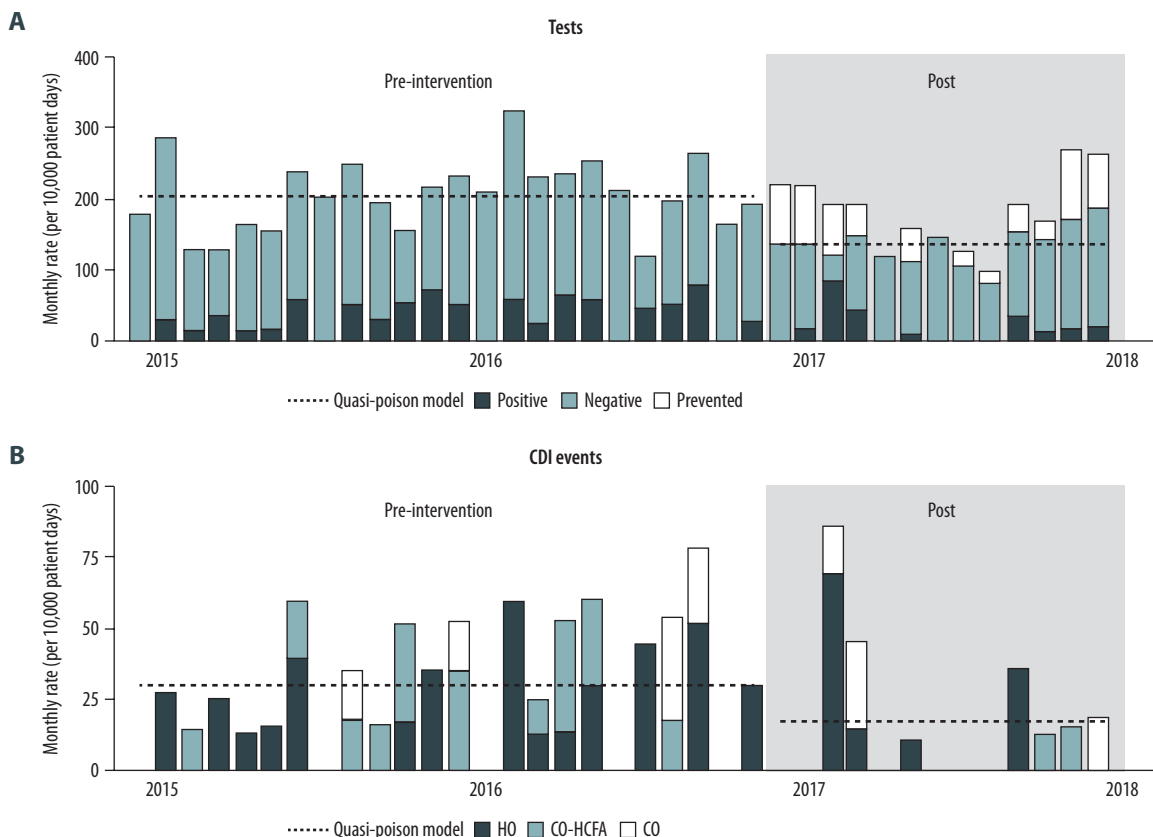 A
Tests
Monthly rate (per 10,000 patient days)
400
300
200
100
0
Pre-intervention
Post
2015
2016
2017
2018
Quasi-poison model Positive Negative Prevented
B
CDI events
Monthly rate (per 10,000 patient days)
100
75
50
25
0
Pre-intervention
Post
2015
2016
2017
2018
Quasi-poison model HO CO-HCFA CO